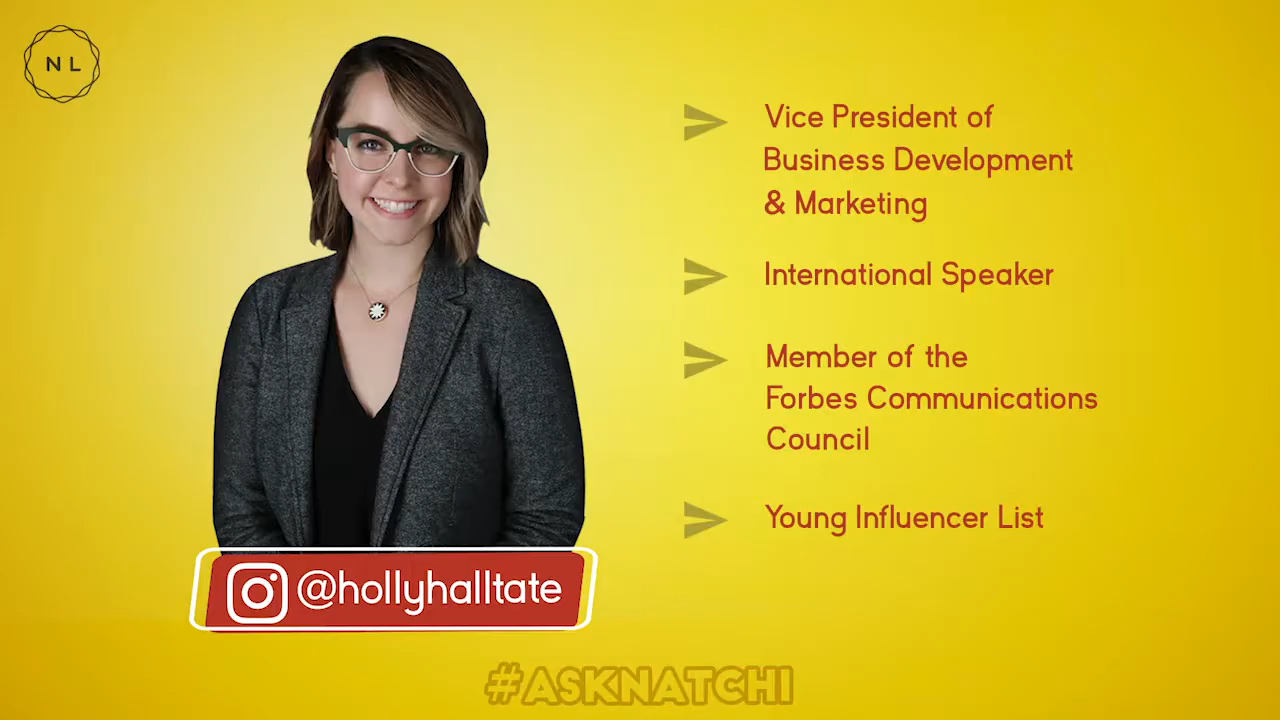 N L
Vice President of
Business Development
& Marketing
International Speaker
Member of the
Forbes Communications
Council
Young Influencer List
@hollyhalltate
#ASKNATCHI